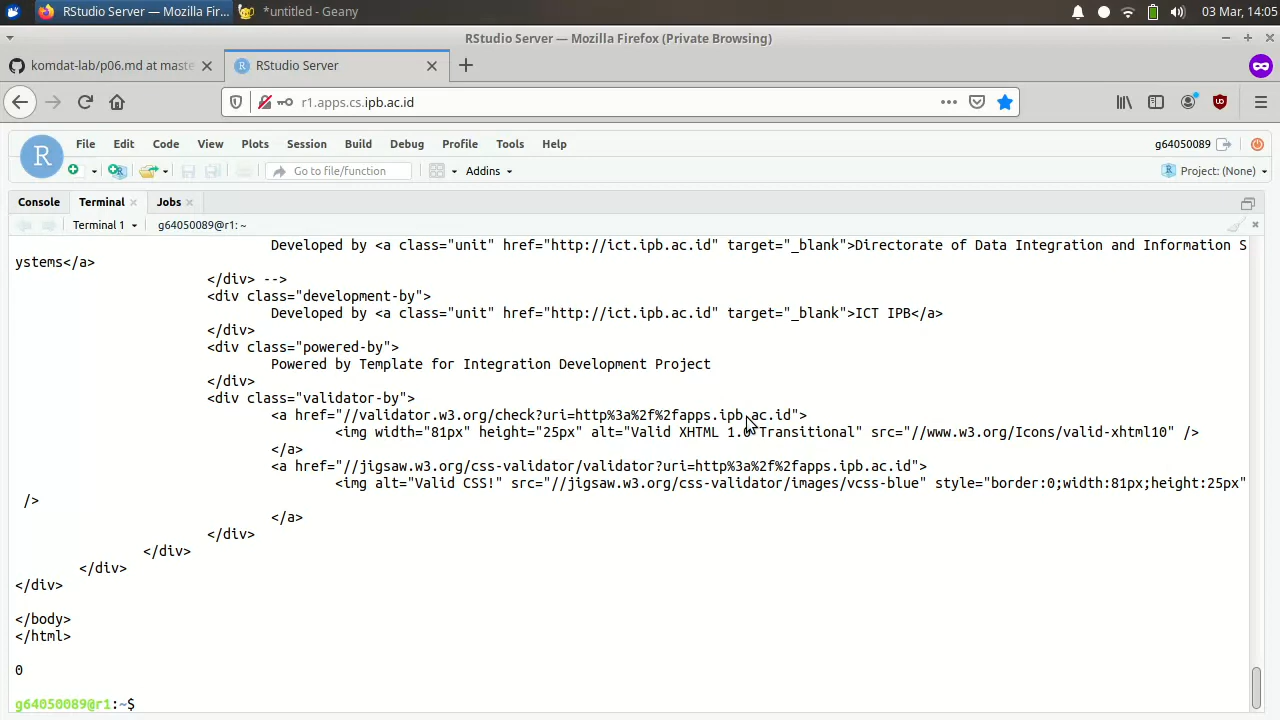 RStudio Server — Mozilla Fir...
*untitled - Geany
03 Mar, 14:05
RStudio Server — Mozilla Firefox (Private Browsing)
komdat-lab/p06.md at maste
R RStudio Server
r1.apps.cs.ipb.ac.id
R
File Edit Code View Plots Session Build Debug Profile Tools Help
g64050089
Go to file/function
Addins
R Project: (None)
Console Terminal Jobs
Terminal 1 g64050089@r1: ~
Developed by <a class="unit" href="http://ict.ipb.ac.id" target="_blank">Directorate of Data Integration and Information S
ystems</a>
</div> -->
<div class="development-by">
Developed by <a class="unit" href="http://ict.ipb.ac.id" target="_blank">ICT IPB</a>
</div>
<div class="powered-by">
Powered by Template for Integration Development Project
</div>
<div class="validator-by">
<a href="//validator.w3.org/check?uri=http%3a%2f%2fapps.ipb.ac.id">
<img width="81px" height="25px" alt="Valid XHTML 1.0 Transitional" src="//www.w3.org/Icons/valid-xhtml10" />
</a>
<a href="//jigsaw.w3.org/css-validator/validator?uri=http%3a%2f%2fapps.ipb.ac.id">
<img alt="Valid CSS!" src="//jigsaw.w3.org/css-validator/images/vcss-blue" style="border:0;width:81px;height:25px"
/>
</a>
</div>
</div>
</div>
</div>
</body>
</html>
0
g64050089@r1:~$